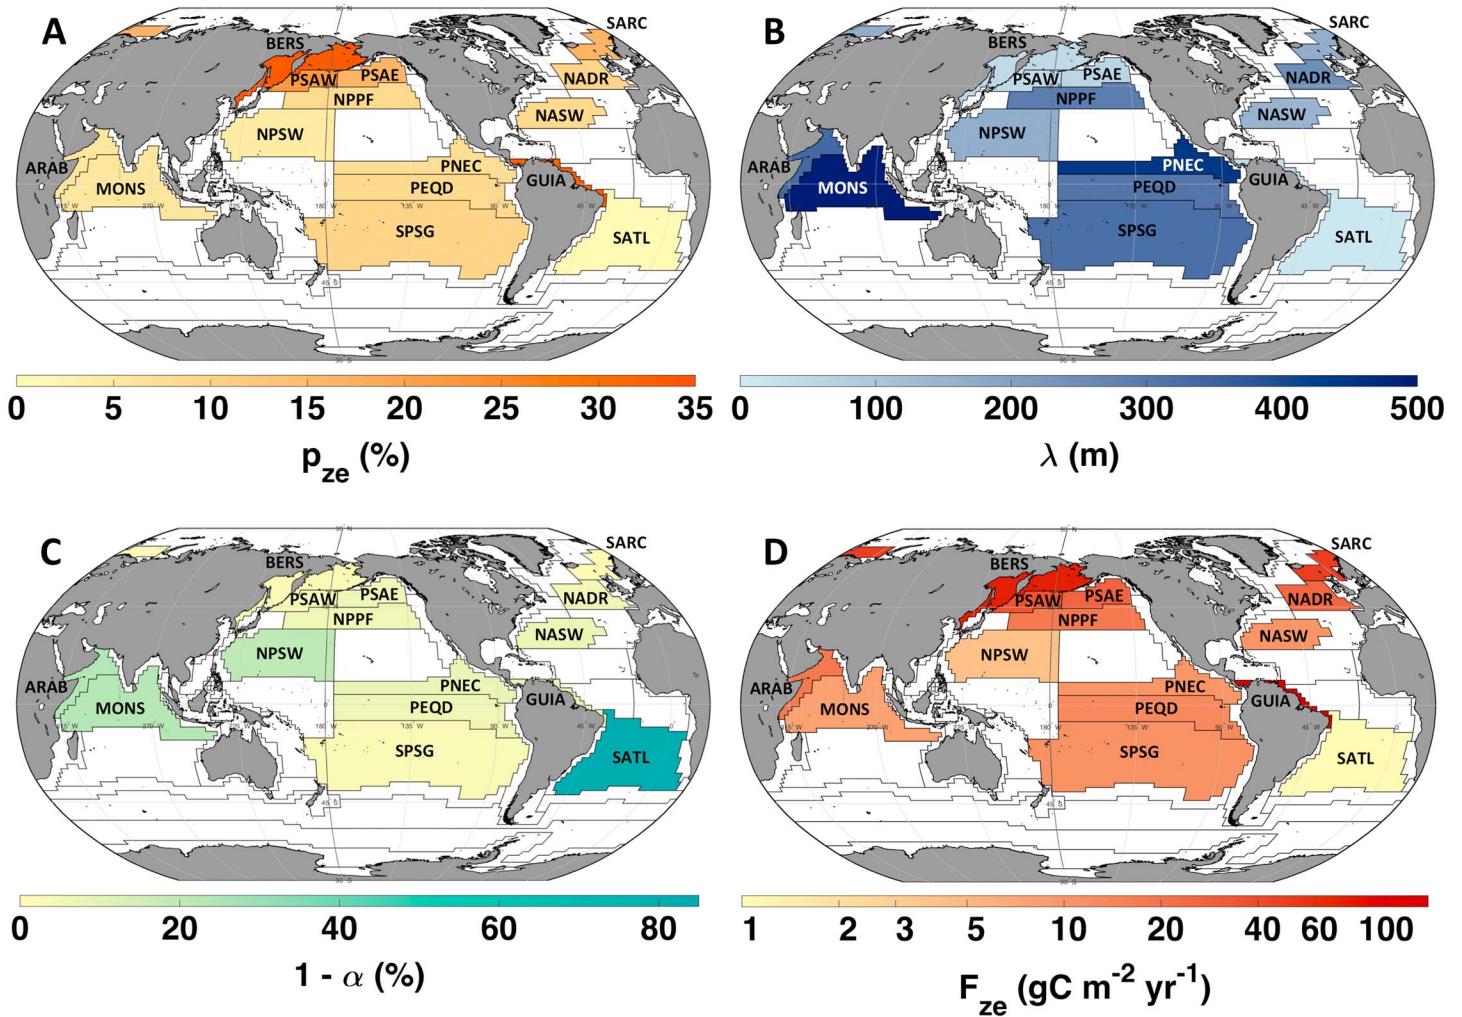 A
BERS
SARC
PSAW
PSAE
NADR
NPPF
NASW
NPSW
ARAB
MONS
PNEC
PEQD
GUIA
SPSG
SATL
0 5 10 15 20 25 30 35
p_ze (%)
B
BERS
SARC
PSAW
PSAE
NADR
NPPF
NASW
NPSW
ARAB
MONS
PNEC
PEQD
GUIA
SPSG
SATL
0 100 200 300 400 500
λ (m)
C
BERS
SARC
PSAW
PSAE
NADR
NPPF
NASW
NPSW
ARAB
MONS
PNEC
PEQD
GUIA
SPSG
SATL
0 20 40 60 80
1 - α (%)
D
BERS
SARC
PSAW
PSAE
NADR
NPPF
NASW
NPSW
ARAB
MONS
PNEC
PEQD
GUIA
SPSG
SATL
1 2 3 5 10 20 40 60 100
F_ze (gC m^-2 yr^-1)